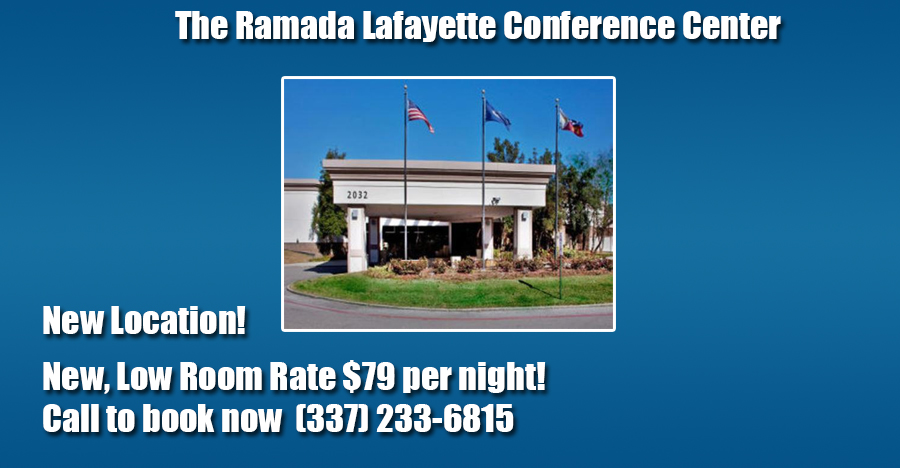 The Ramada Lafayette Conference Center
2032
New Location!
New, Low Room Rate $79 per night!
Call to book now (337) 233-6815